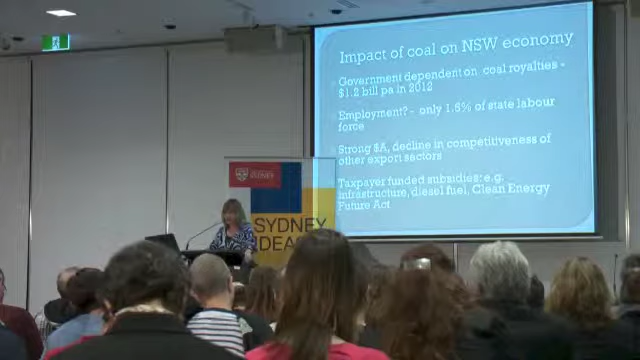 Impact of coal on NSW economy
Government dependent on coal royalties -
$1.2 bill pa in 2012
Employment? - only 1.5% of state labour
force
Strong $A, decline in competitiveness of
other export sectors
Taxpayer funded subsidies: e.g.
infrastructure, diesel fuel, Clean Energy
Future Act
SYDNEY
SYDNEY
IDEAS